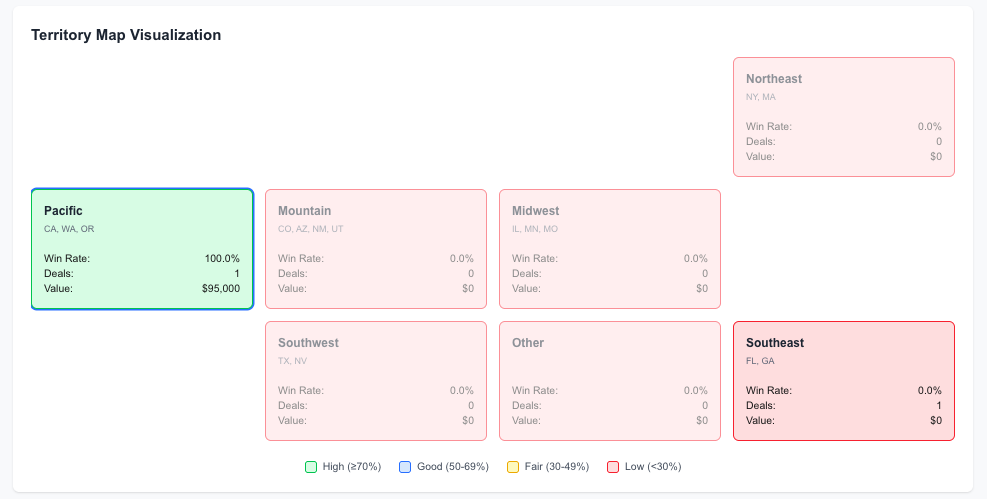 Territory Map Visualization
Northeast
NY, MA
Win Rate: 0.0%
Deals: 0
Value: $0
Pacific
CA, WA, OR
Win Rate: 100.0%
Deals: 1
Value: $95,000
Mountain
CO, AZ, NM, UT
Win Rate: 0.0%
Deals: 0
Value: $0
Midwest
IL, MN, MO
Win Rate: 0.0%
Deals: 0
Value: $0
Southwest
TX, NV
Win Rate: 0.0%
Deals: 0
Value: $0
Other
Win Rate: 0.0%
Deals: 0
Value: $0
Southeast
FL, GA
Win Rate: 0.0%
Deals: 1
Value: $0
High (≥70%) Good (50-69%) Fair (30-49%) Low (<30%)